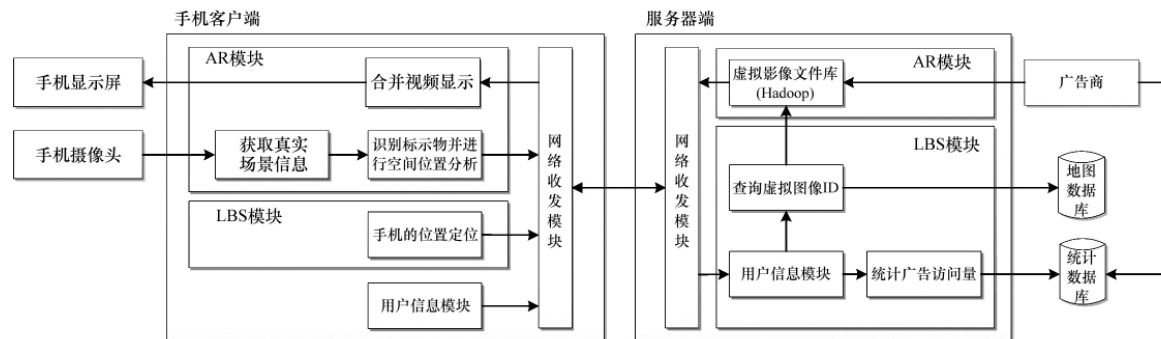 手机客户端
服务器端
AR模块
手机显示屏
合并视频显示
手机摄像头
获取真实
场景信息
识别标示物并进
行空间位置分析
LBS模块
手机的位置定位
用户信息模块
网络收发模块
网络收发模块
虚拟影像文件库
(Hadoop)
AR模块
广告商
LBS模块
查询虚拟图像ID
地图
数据
库
用户信息模块
统计广告访问量
统计
数据
库